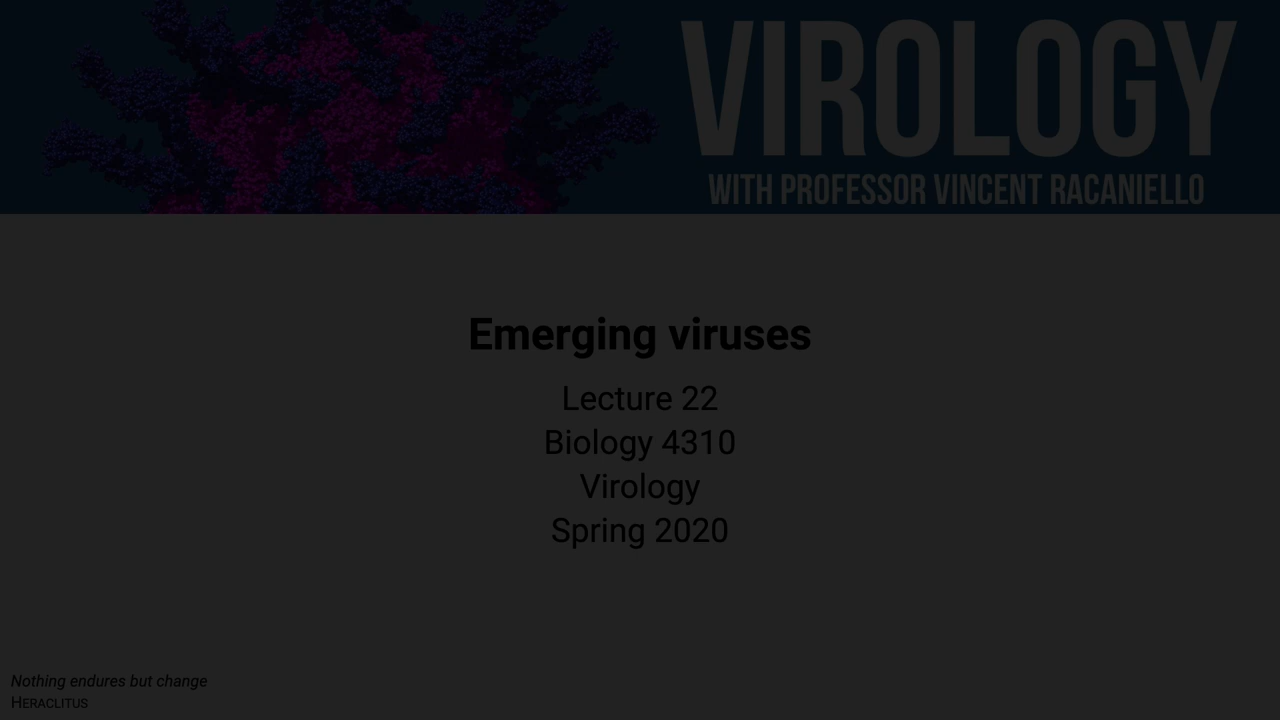 VIROLOGY
WITH PROFESSOR VINCENT RACANIELLO
Emerging viruses
Lecture 22
Biology 4310
Virology
Spring 2020
Nothing endures but change
HERACLITUS